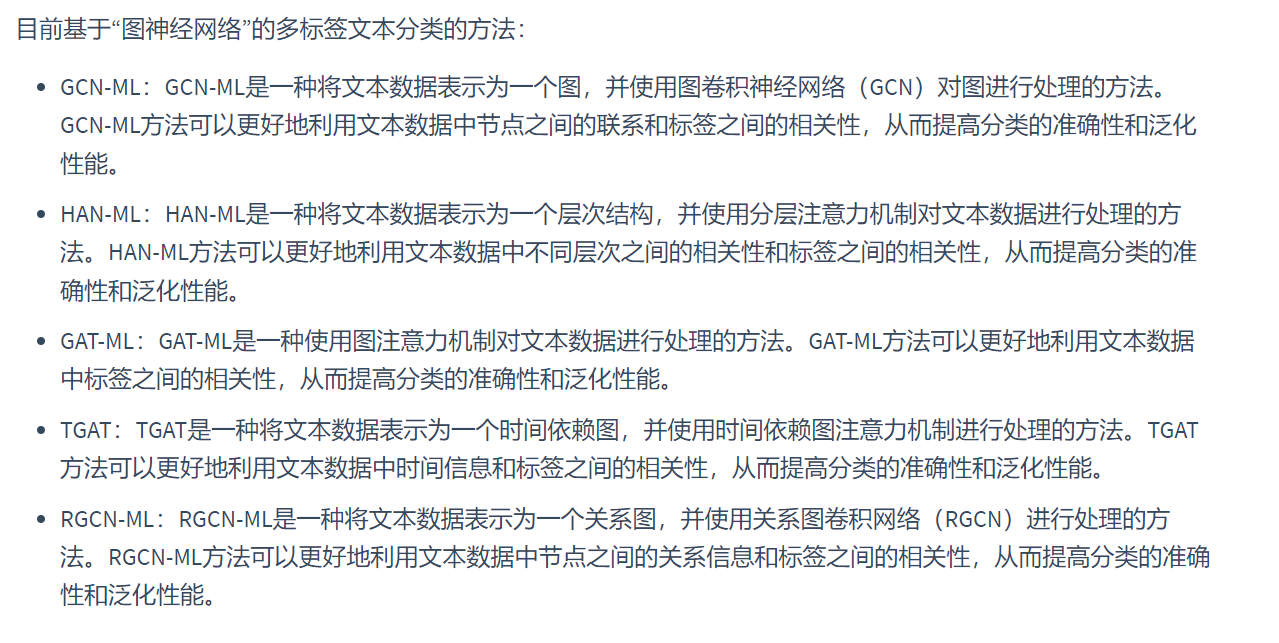 目前基于“图神经网络”的多标签文本分类的方法：
• GCN-ML：GCN-ML是一种将文本数据表示为一个图，并使用图卷积神经网络（GCN）对图进行处理的方法。
GCN-ML方法可以更好地利用文本数据中节点之间的联系和标签之间的相关性，从而提高分类的准确性和泛化
性能。
• HAN-ML：HAN-ML是一种将文本数据表示为一个层次结构，并使用分层注意力机制对文本数据进行处理的方
法。HAN-ML方法可以更好地利用文本数据中不同层次之间的相关性和标签之间的相关性，从而提高分类的准
确性和泛化性能。
• GAT-ML：GAT-ML是一种使用图注意力机制对文本数据进行处理的方法。GAT-ML方法可以更好地利用文本数据
中标签之间的相关性，从而提高分类的准确性和泛化性能。
• TGAT：TGAT是一种将文本数据表示为一个时间依赖图，并使用时间依赖图注意力机制进行处理的方法。TGAT
方法可以更好地利用文本数据中时间信息和标签之间的相关性，从而提高分类的准确性和泛化性能。
• RGCN-ML：RGCN-ML是一种将文本数据表示为一个关系图，并使用关系图卷积网络（RGCN）进行处理的方
法。RGCN-ML方法可以更好地利用文本数据中节点之间的关系信息和标签之间的相关性，从而提高分类的准确
性和泛化性能。